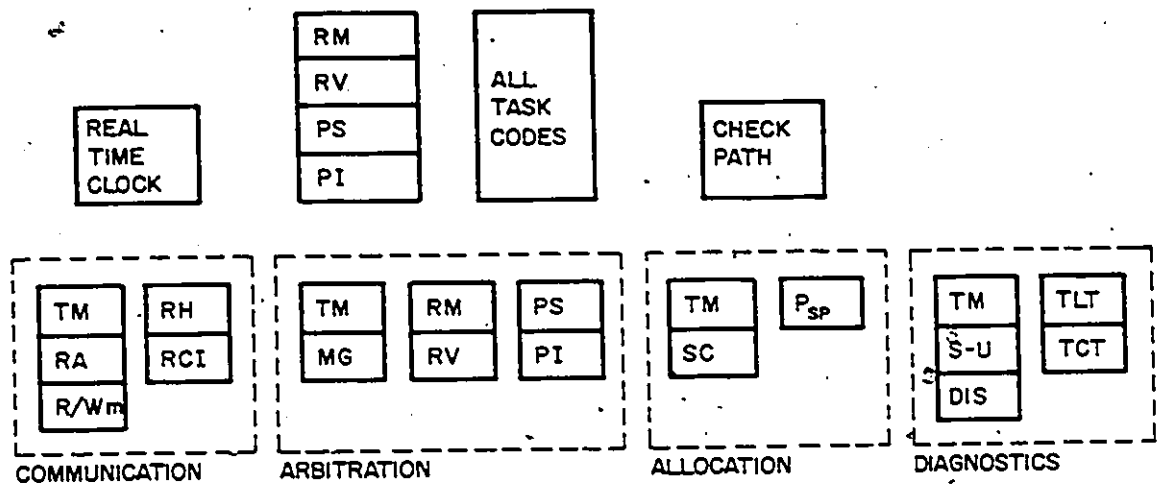 REAL
TIME
CLOCK
RM
RV
PS
PI
ALL
TASK
CODES
CHECK
PATH
TM
RA
R/Wm
RH
RCI
COMMUNICATION
TM
MG
RM
RV
PS
PI
ARBITRATION
TM
SC
PSP
ALLOCATION
TM
S-U
DIS
TLT
TCT
DIAGNOSTICS